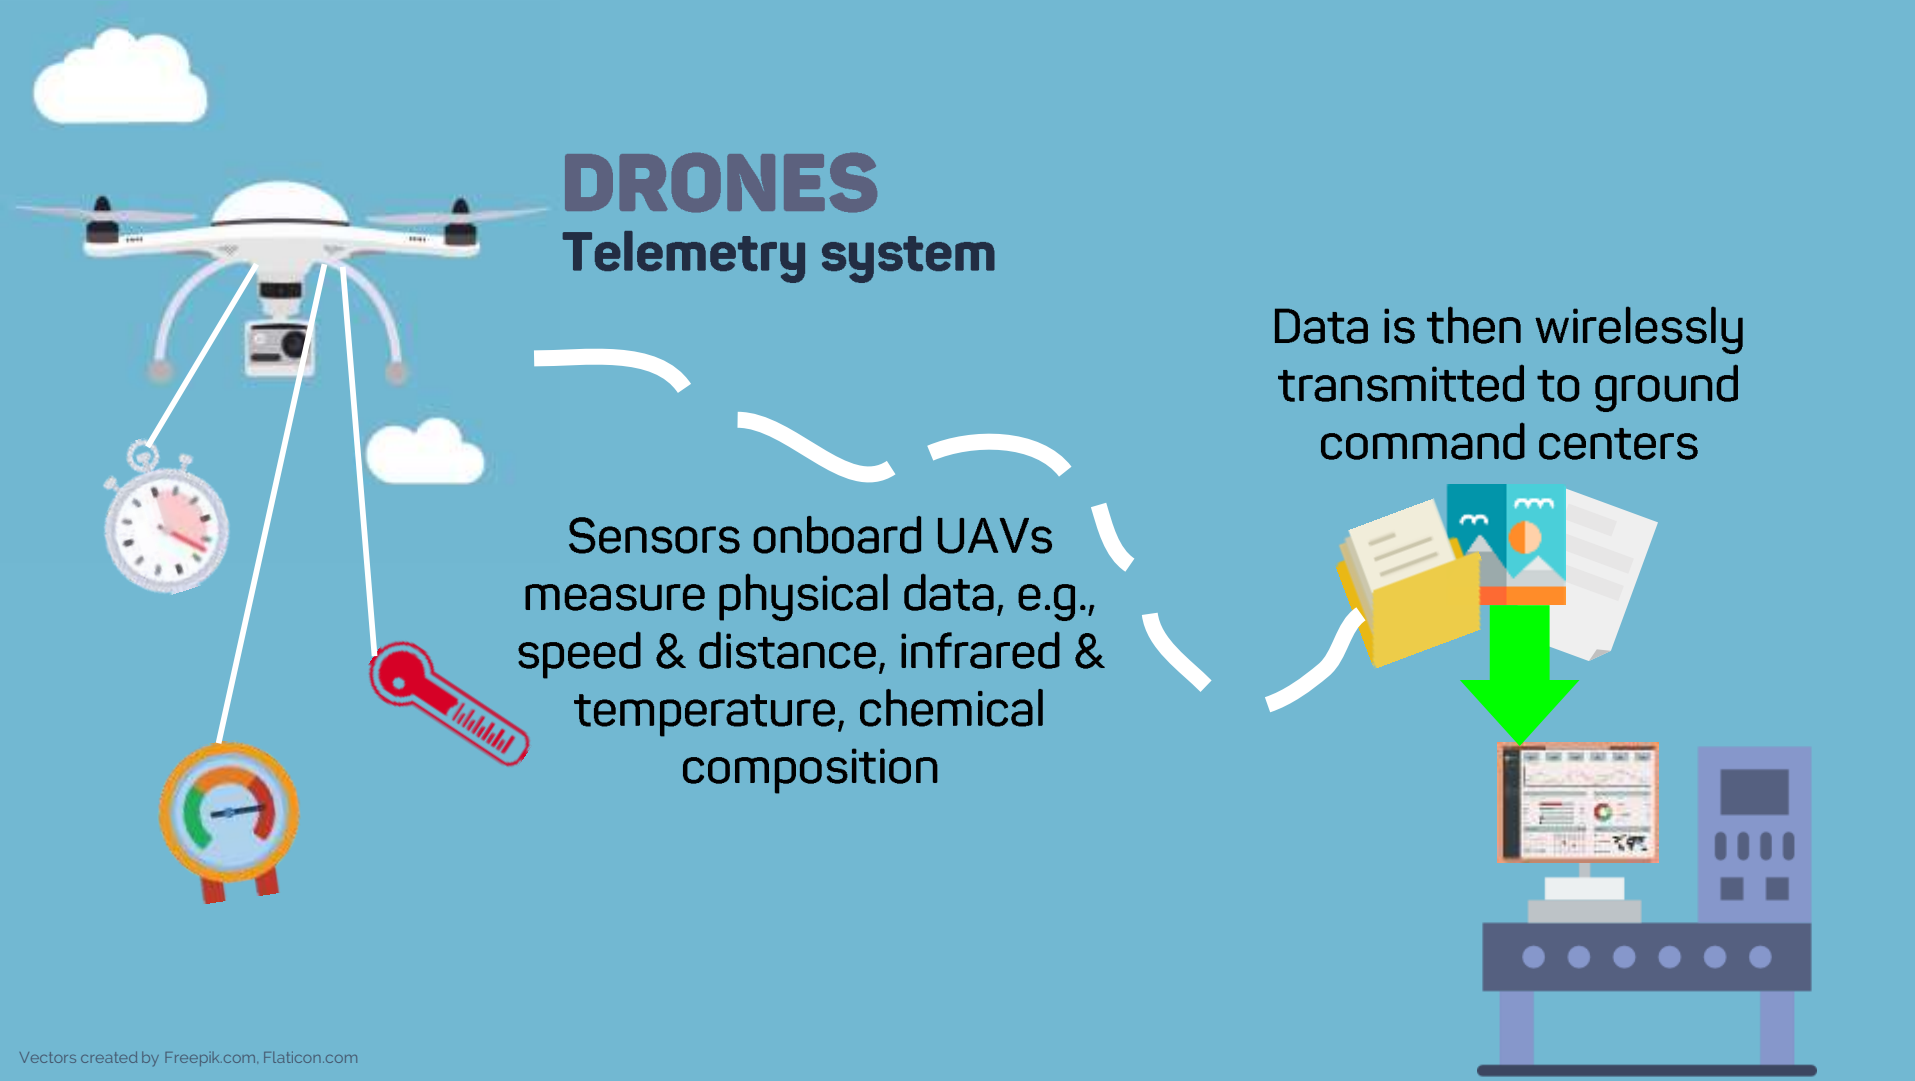 DRONES
Telemetry system
Data is then wirelessly
transmitted to ground
command centers
Sensors onboard UAVs
measure physical data, e.g.,
speed & distance, infrared &
temperature, chemical
composition
Vectors created by Freepik.com, Flaticon.com